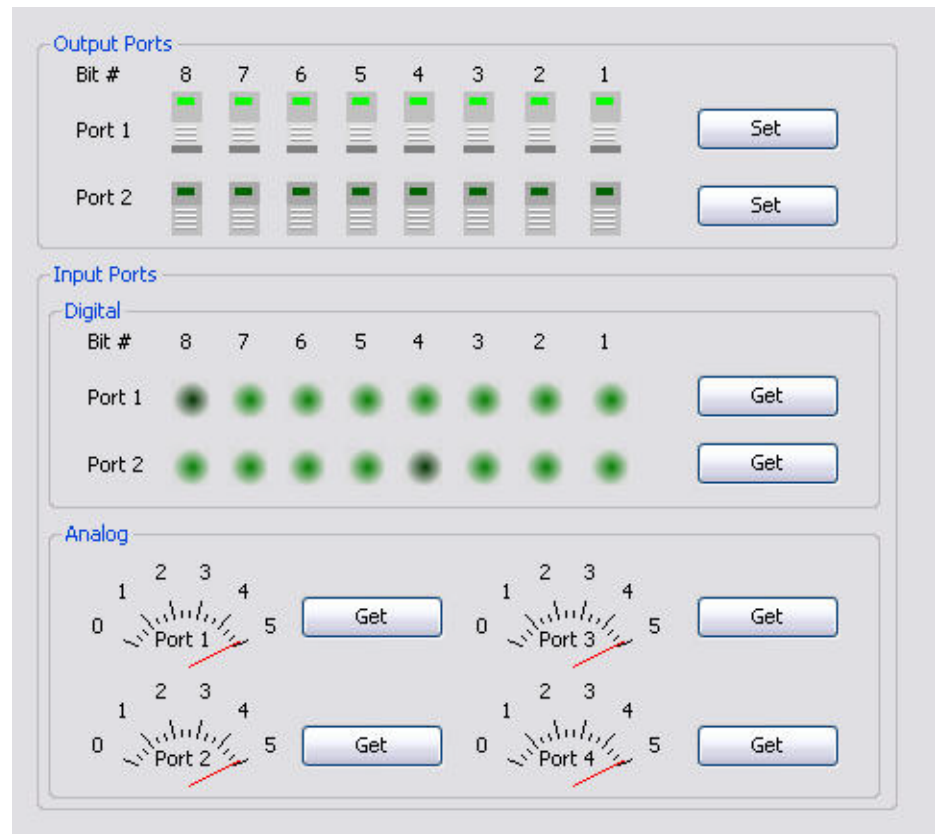 Output Ports
Bit # 8 7 6 5 4 3 2 1
Port 1 Set
Port 2 Set
Input Ports
Digital
Bit # 8 7 6 5 4 3 2 1
Port 1 Get
Port 2 Get
Analog
0 1 2 3 4 5
Port 1
Get
0 1 2 3 4 5
Port 3
Get
0 1 2 3 4 5
Port 2
Get
0 1 2 3 4 5
Port 4
Get